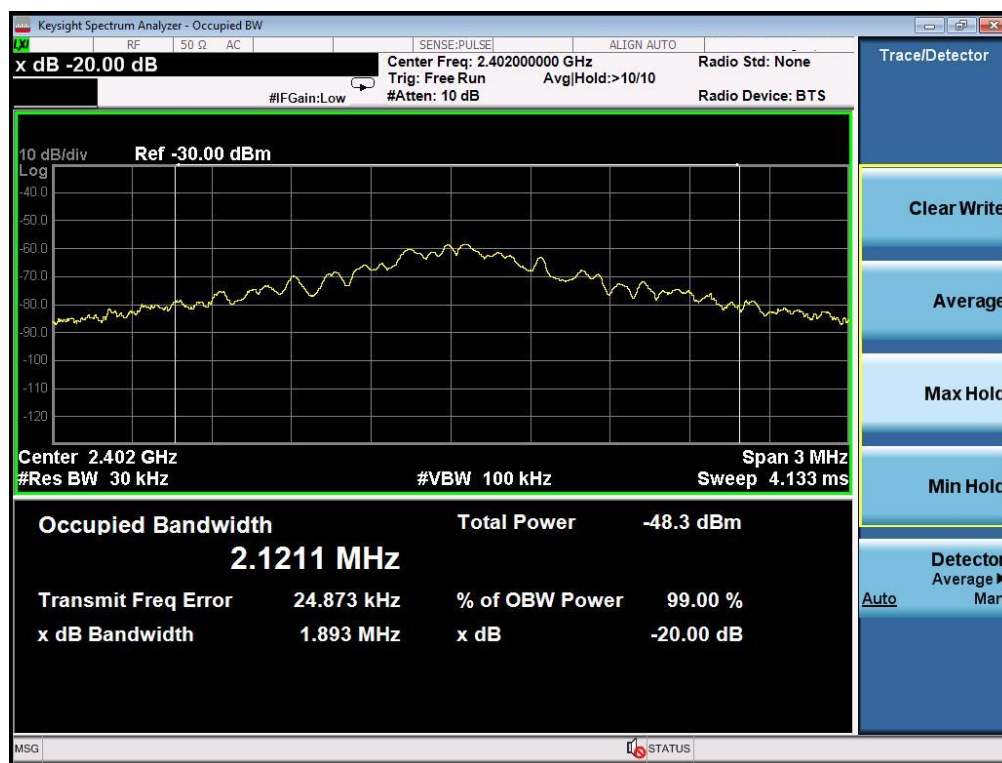 Keysight Spectrum Analyzer - Occupied BW
LXI RF 50 Ω AC SENSE:PULSE ALIGN AUTO
x dB -20.00 dB
Center Freq: 2.402000000 GHz Radio Std: None
Trig: Free Run Avg|Hold:>10/10
#IFGain:Low #Atten: 10 dB Radio Device: BTS
10 dB/div Ref -30.00 dBm
Log
-40.0
-50.0
-60.0
-70.0
-80.0
-90.0
-100
-110
-120
Center 2.402 GHz Span 3 MHz
#Res BW 30 kHz #VBW 100 kHz Sweep 4.133 ms
Occupied Bandwidth Total Power -48.3 dBm
2.1211 MHz
Transmit Freq Error 24.873 kHz % of OBW Power 99.00 %
x dB Bandwidth 1.893 MHz x dB -20.00 dB
MSG STATUS
Trace/Detector
Clear Write
Average
Max Hold
Min Hold
Detector
Average
Auto Man